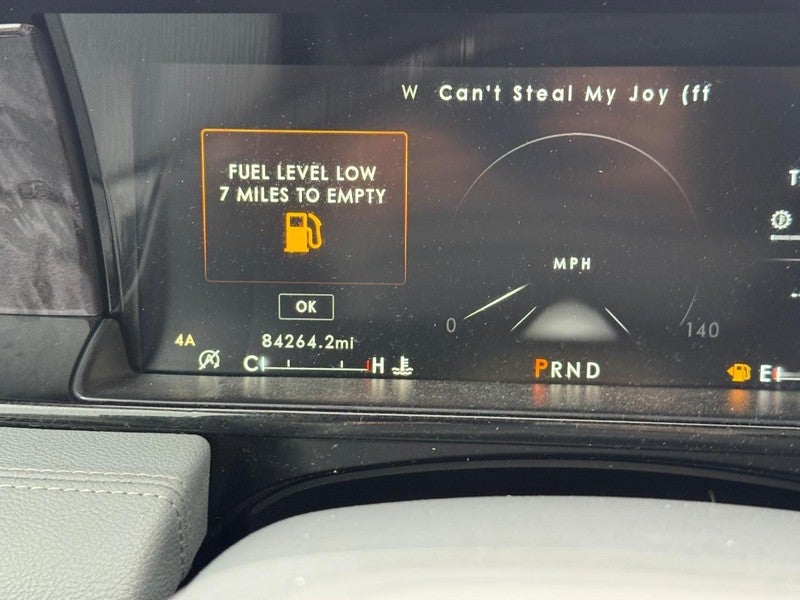 W Can't Steal My Joy (ff
FUEL LEVEL LOW
7 MILES TO EMPTY
MPH
OK
0
140
4A
84264.2mi
C H
PRND
E